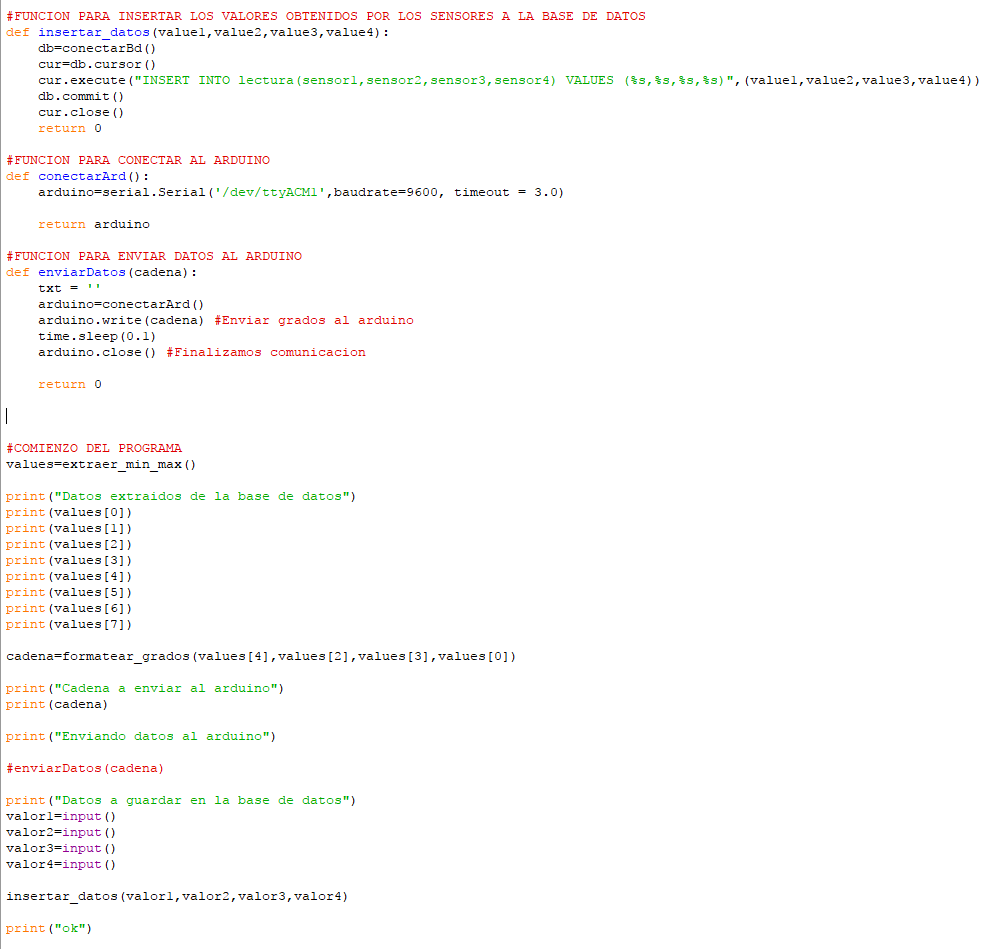 #FUNCION PARA INSERTAR LOS VALORES OBTENIDOS POR LOS SENSORES A LA BASE DE DATOS
def insertar_datos(value1,value2,value3,value4):
    db=conectarBd()
    cur=db.cursor()
    cur.execute("INSERT INTO lectura(sensor1,sensor2,sensor3,sensor4) VALUES (%s,%s,%s,%s)",(value1,value2,value3,value4))
    db.commit()
    cur.close()
    return 0

#FUNCION PARA CONECTAR AL ARDUINO
def conectarArd():
    arduino=serial.Serial('/dev/ttyACM1',baudrate=9600, timeout = 3.0)

    return arduino

#FUNCION PARA ENVIAR DATOS AL ARDUINO
def enviarDatos(cadena):
    txt = ''
    arduino=conectarArd()
    arduino.write(cadena) #Enviar grados al arduino
    time.sleep(0.1)
    arduino.close() #Finalizamos comunicacion

    return 0


#COMIENZO DEL PROGRAMA
values=extraer_min_max()

print("Datos extraidos de la base de datos")
print(values[0])
print(values[1])
print(values[2])
print(values[3])
print(values[4])
print(values[5])
print(values[6])
print(values[7])

cadena=formatear_grados(values[4],values[2],values[3],values[0])

print("Cadena a enviar al arduino")
print(cadena)

print("Enviando datos al arduino")

#enviarDatos(cadena)

print("Datos a guardar en la base de datos")
valor1=input()
valor2=input()
valor3=input()
valor4=input()

insertar_datos(valor1,valor2,valor3,valor4)

print("ok")